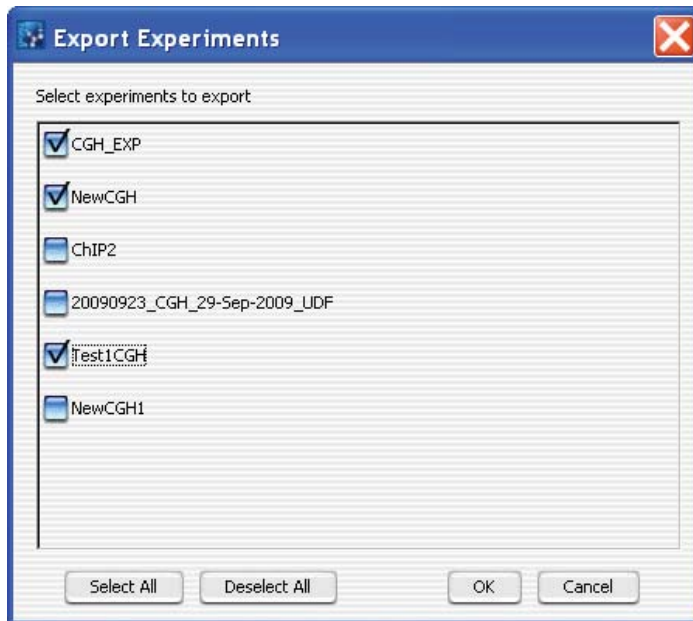 Export Experiments
Select experiments to export
CGH_EXP
NewCGH
ChIP2
20090923_CGH_29-Sep-2009_UDF
Test1CGH
NewCGH1
Select All Deselect All OK Cancel